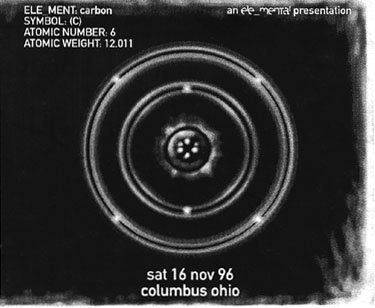 ELE_MENT: carbon
SYMBOL: (C)
ATOMIC NUMBER: 6
ATOMIC WEIGHT: 12.011
an ele_mental presentation
sat 16 nov 96
columbus ohio